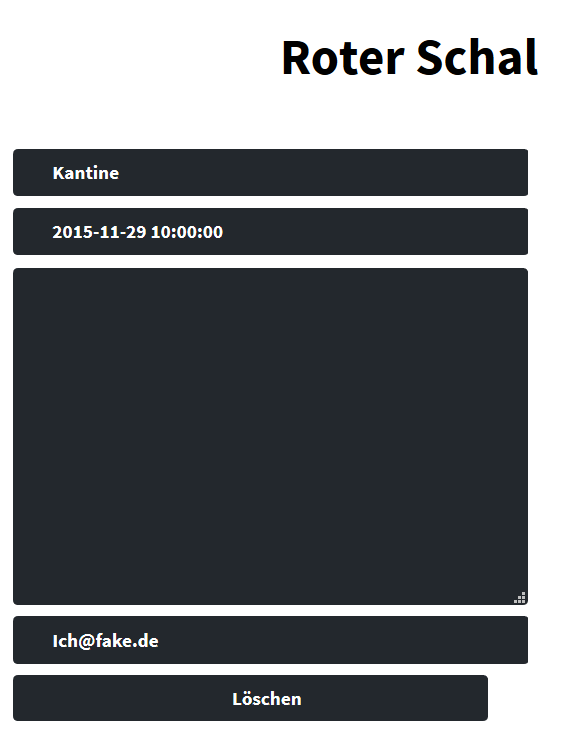 Roter Schal
Kantine
2015-11-29 10:00:00
Ich@fake.de
Löschen